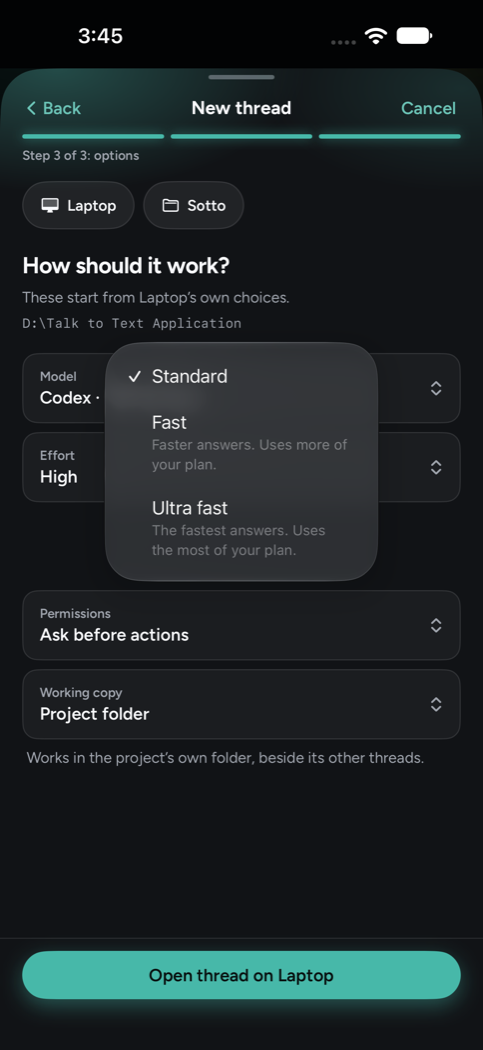 3:45
Back
New thread
Cancel
Step 3 of 3: options
Laptop
Sotto
How should it work?
These start from Laptop's own choices.
D:\Talk to Text Application
Model
Codex ·
Standard
Fast
Faster answers. Uses more of
your plan.
Effort
High
Ultra fast
The fastest answers. Uses
the most of your plan.
Permissions
Ask before actions
Working copy
Project folder
Works in the project's own folder, beside its other threads.
Open thread on Laptop